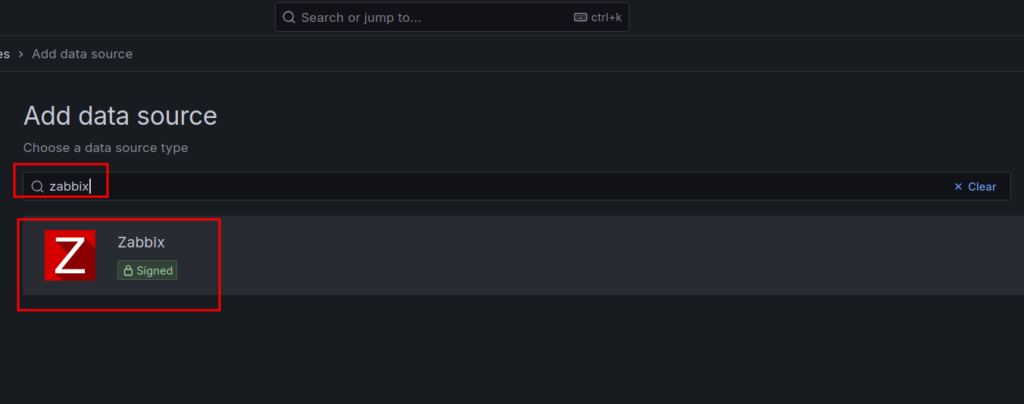 Search or jump to... ctrl+k
es > Add data source
Add data source
Choose a data source type
zabbix
Clear
Z
Zabbix
Signed